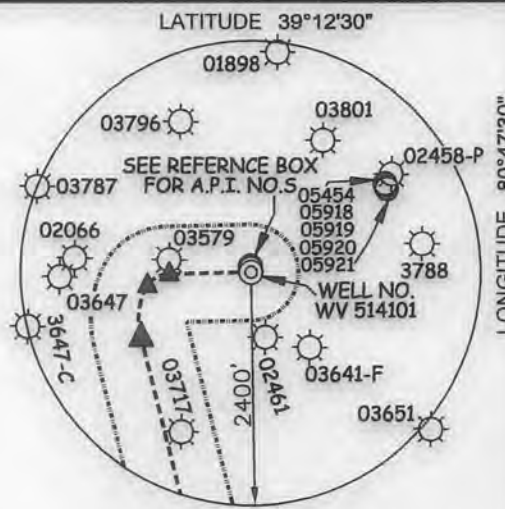 LATITUDE 39°12'30"
01898
03801
03796
02458-P
SEE REFERNCE BOX
FOR A.P.I. NO.S
03787
05454
05918
05919
05920
05921
02066
03579
3788
03647
WELL NO.
WV 514101
3647-C
02461
03641-F
2400'
03717
03651
LONGITUDE 80°47'30"